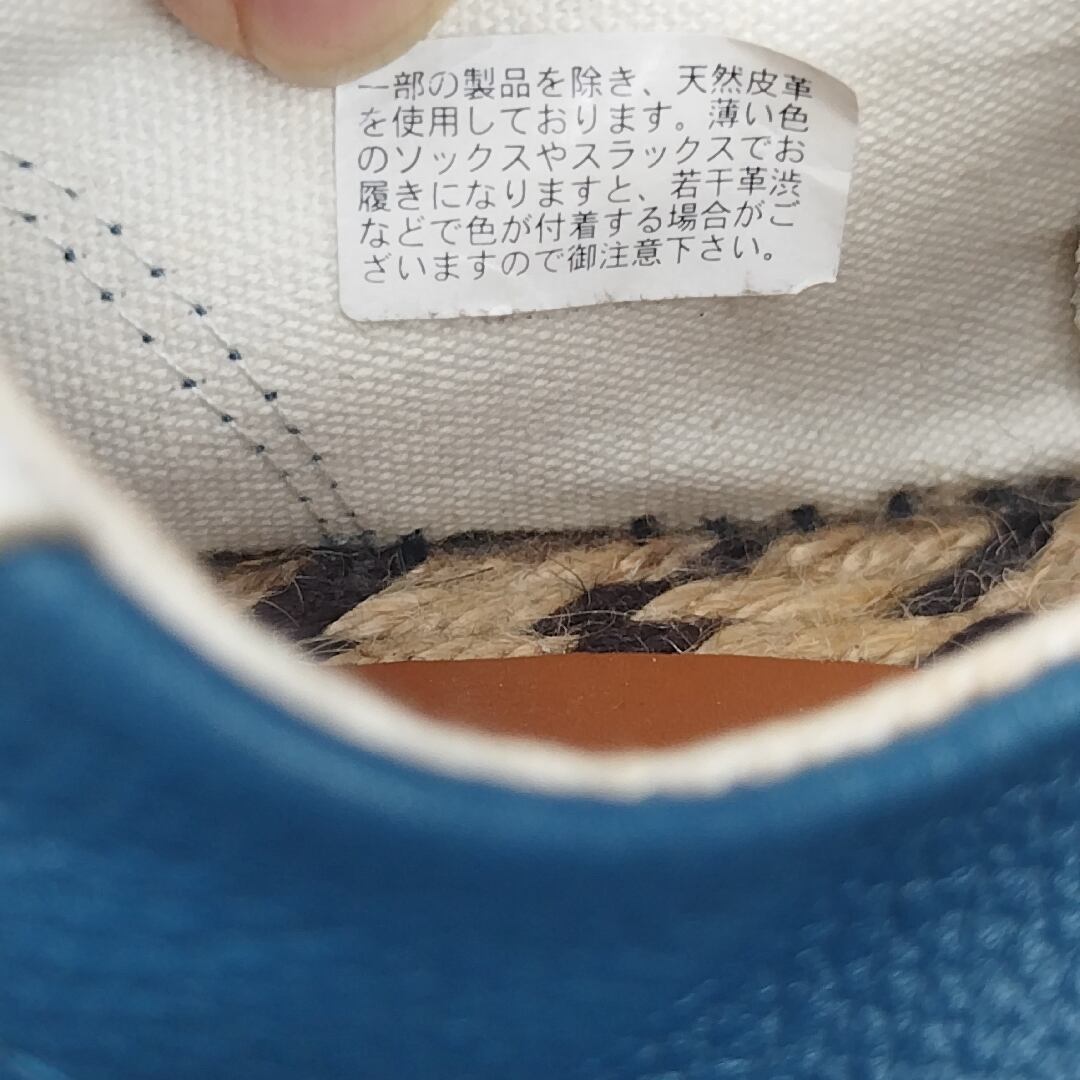 一部の製品を除き、天然皮革
を使用しております。薄い色
のソックスやスラックスでお
履きになりますと、若干革渋
などで色が付着する場合がご
ざいますので御注意下さい。